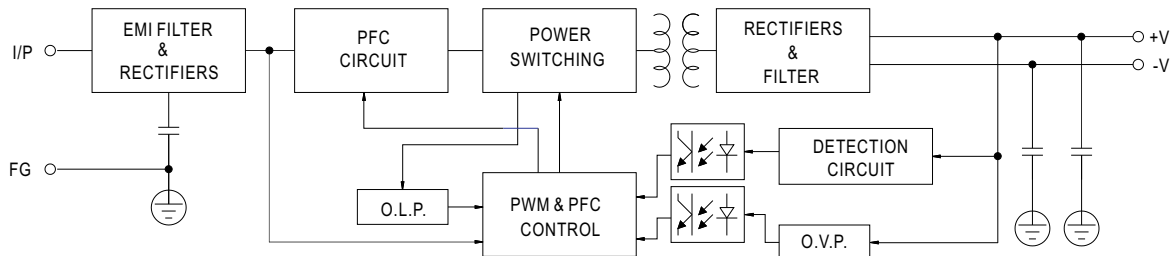 I/P
EMI FILTER
&
RECTIFIERS
PFC
CIRCUIT
POWER
SWITCHING
RECTIFIERS
&
FILTER
+V
-V
FG
DETECTION
CIRCUIT
O.L.P.
PWM & PFC
CONTROL
O.V.P.